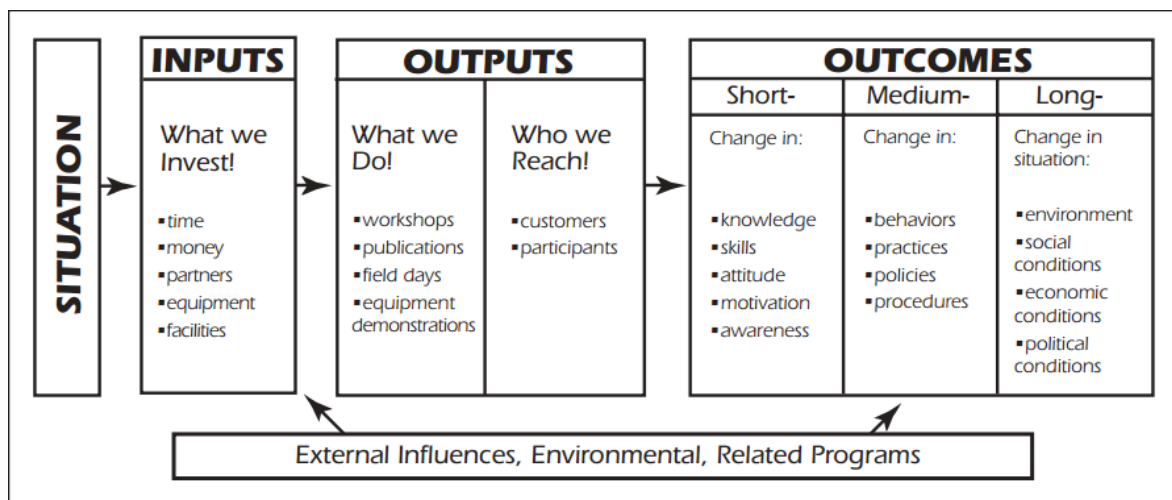 SITUATION
INPUTS
What we
Invest!
▪time
▪money
▪partners
▪equipment
▪facilities
OUTPUTS
What we
Do!
▪workshops
▪publications
▪field days
▪equipment
demonstrations
Who we
Reach!
▪customers
▪participants
OUTCOMES
Short-
Change in:
▪knowledge
▪skills
▪attitude
▪motivation
▪awareness
Medium-
Change in:
▪behaviors
▪practices
▪policies
▪procedures
Long-
Change in
situation:
▪environment
▪social
conditions
▪economic
conditions
▪political
conditions
External Influences, Environmental, Related Programs